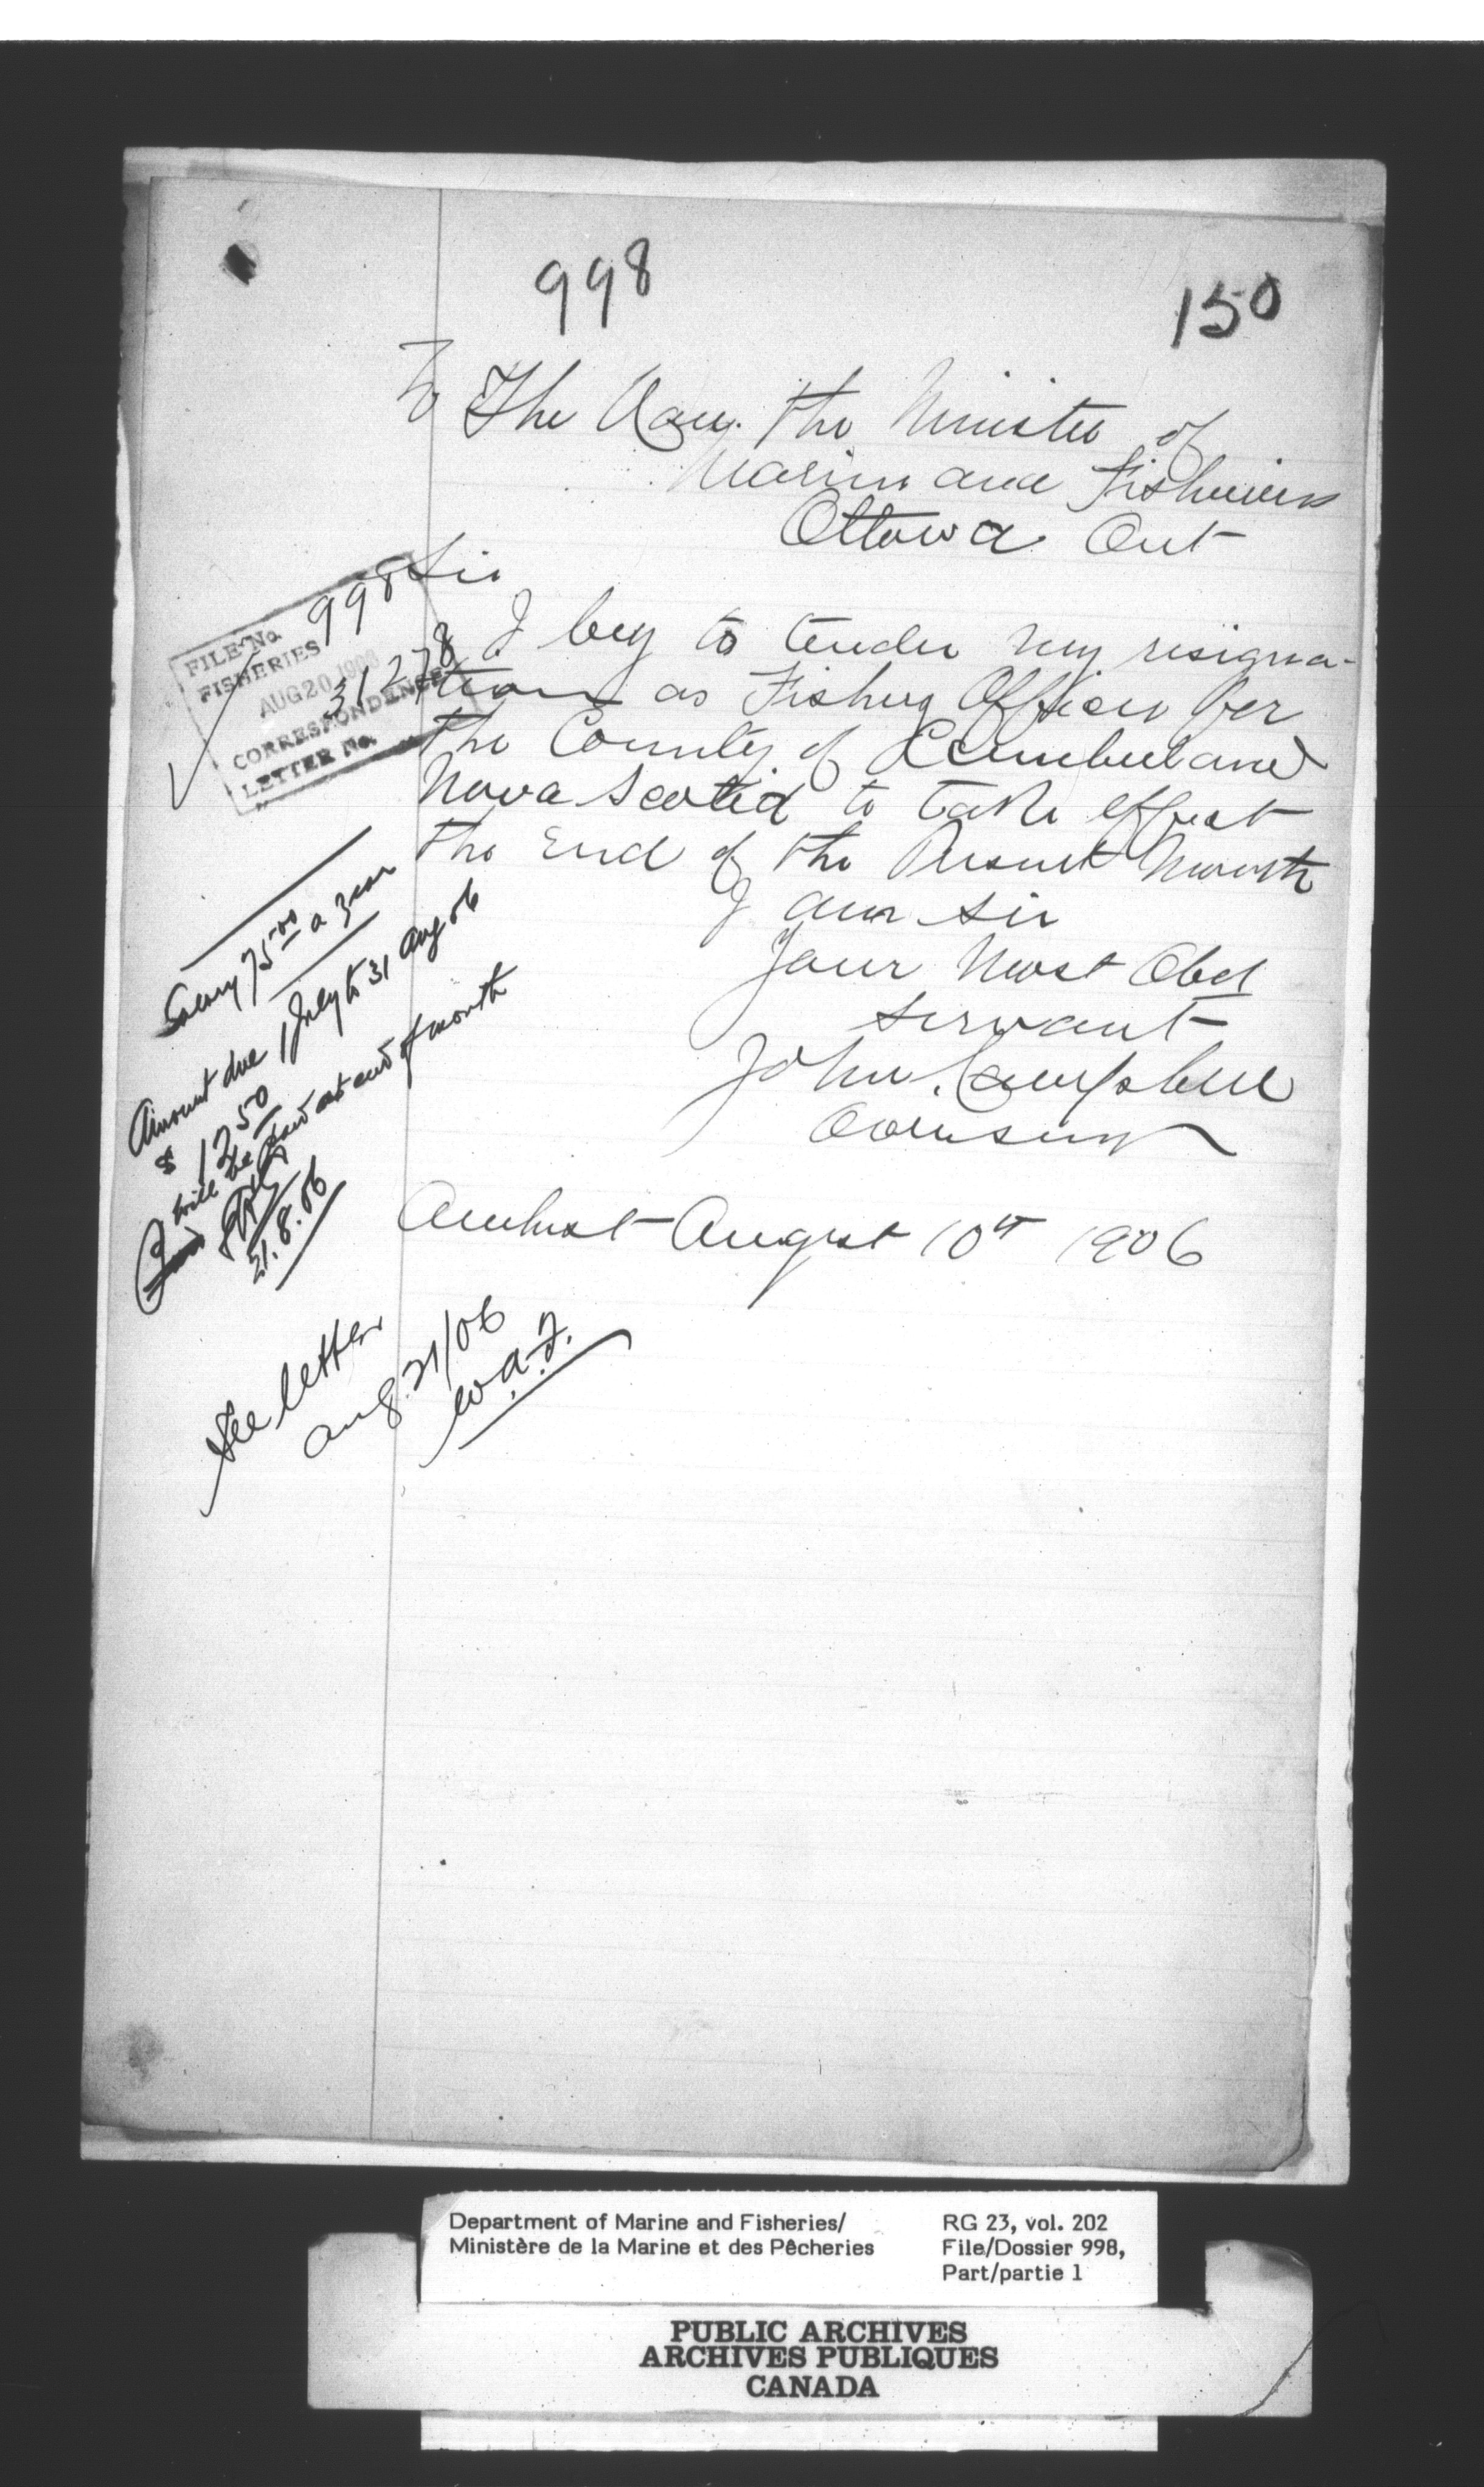 998
150
To The Hon. the Minister of
Marine and Fisheries
Ottawa Ont
Sir
I beg to tender my resigna-
tion as Fishery Officer for
the County of Cumberland
Nova Scotia to take effect
the End of the Present Month
I am Sir
Your Most Obd
Servant
John Campbell
Amherst August 10th 1906
FILE No. 998
FISHERIES
AUG 20 1906
31278
CORRESPONDENCE
LETTER No.
Salary 75.00 a year
Amount due 1 July to 31 Aug 06
$ 12 50
will be paid at end of month
21.8.06
See letter
Aug. 21/06
W.A.F.
Department of Marine and Fisheries/
Ministère de la Marine et des Pêcheries
RG 23, vol. 202
File/Dossier 998,
Part/partie 1
PUBLIC ARCHIVES
ARCHIVES PUBLIQUES
CANADA